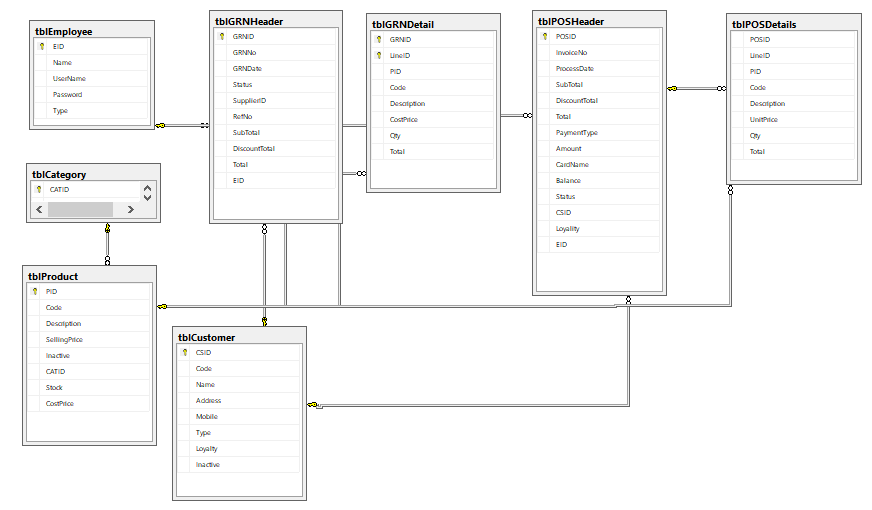 tblEmployee
EID
Name
UserName
Password
Type
tblGRNHeader
GRNID
GRNNo
GRNDate
Status
SupplierID
RefNo
SubTotal
DiscountTotal
Total
EID
tblGRNDetail
GRNID
LineID
PID
Code
Description
CostPrice
Qty
Total
tblPOSHeader
POSID
InvoiceNo
ProcessDate
SubTotal
DiscountTotal
Total
PaymentType
Amount
CardName
Balance
Status
CSID
Loyality
EID
tblPOSDetails
POSID
LineID
PID
Code
Description
UnitPrice
Qty
Total
tblCategory
CATID
tblProduct
PID
Code
Description
SellingPrice
Inactive
CATID
Stock
CostPrice
tblCustomer
CSID
Code
Name
Address
Mobile
Type
Loyality
Inactive